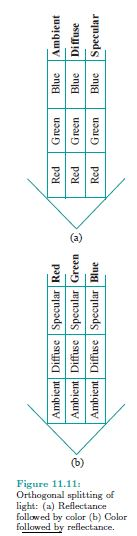 Ambient
Diffuse
Specular
Blue Blue Blue
Green Green Green
Red Red Red
(a)
Red
Green
Blue
Ambient Diffuse Specular
Ambient Diffuse Specular
Ambient Diffuse Specular
(b)
Figure 11.11:
Orthogonal splitting of
light: (a) Reflectance
followed by color (b) Color
followed by reflectance.